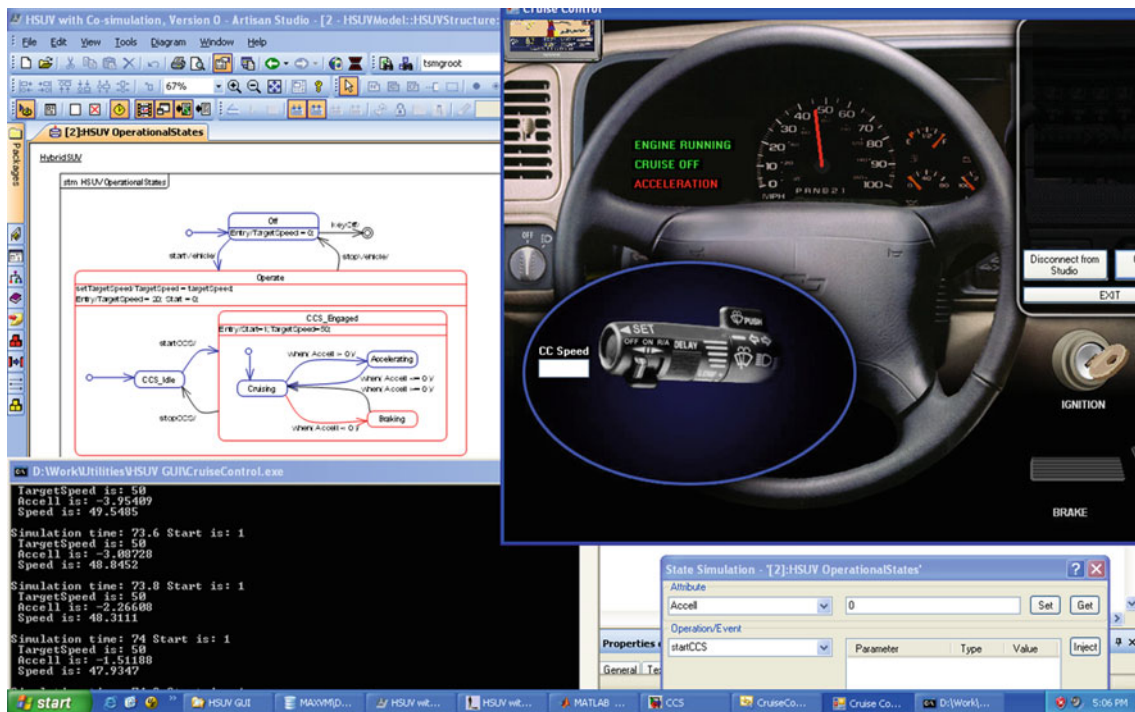 HSUV with Co-simulation, Version 0 - Artisan Studio - [2 - HSUVModel::HSUVStructure:
File Edit View Tools Diagram Window Help
tsmgroot
67%
[2]:HSUV OperationalStates
Packages
HybridSUV
stm HSUVOperationalStates
Off
Entry/TargetSpeed = 0;
keyOff/
startVehicle/
stopVehicle/
Operate
setTargetSpeed/TargetSpeed = targetSpeed;
Entry/TargetSpeed = 20; Start = 0;
CCS_Engaged
Entry/Start=1; TargetSpeed=50;
startCCS/
CCS_Idle
stopCCS/
Cruising
Accelerating
Braking
when( Accell > 0 )/
when( Accell <= 0 )/
when( Accell >= 0 )/
when( Accell < 0 )/
D:\Work\Utilities\HSUV GUI\CruiseControl.exe
TargetSpeed is: 50
Accell is: -3.95409
Speed is: 49.5485
Simulation time: 73.6 Start is: 1
TargetSpeed is: 50
Accell is: -3.08728
Speed is: 48.8452
Simulation time: 73.8 Start is: 1
TargetSpeed is: 50
Accell is: -2.26608
Speed is: 48.3111
Simulation time: 74 Start is: 1
TargetSpeed is: 50
Accell is: -1.51188
Speed is: 47.9347
Cruise Control
ENGINE RUNNING
CRUISE OFF
ACCELERATION
0 10 20 30 40 50 60 70 80 90 100
MPH
PRND21
OFF
CC Speed
SET
OFF ON R/A DELAY
PUSH
Disconnect from Studio
EXIT
IGNITION
BRAKE
State Simulation - '[2]:HSUV OperationalStates'
Attribute
Accell 0 Set Get
Operation/Event
startCCS Parameter Type Value Inject
Properties
General
start HSUV GUI MAXVM\D... HSUV wit... HSUV wit... MATLAB ... CCS CruiseCo... Cruise Co... D:\Work\... 5:06 PM